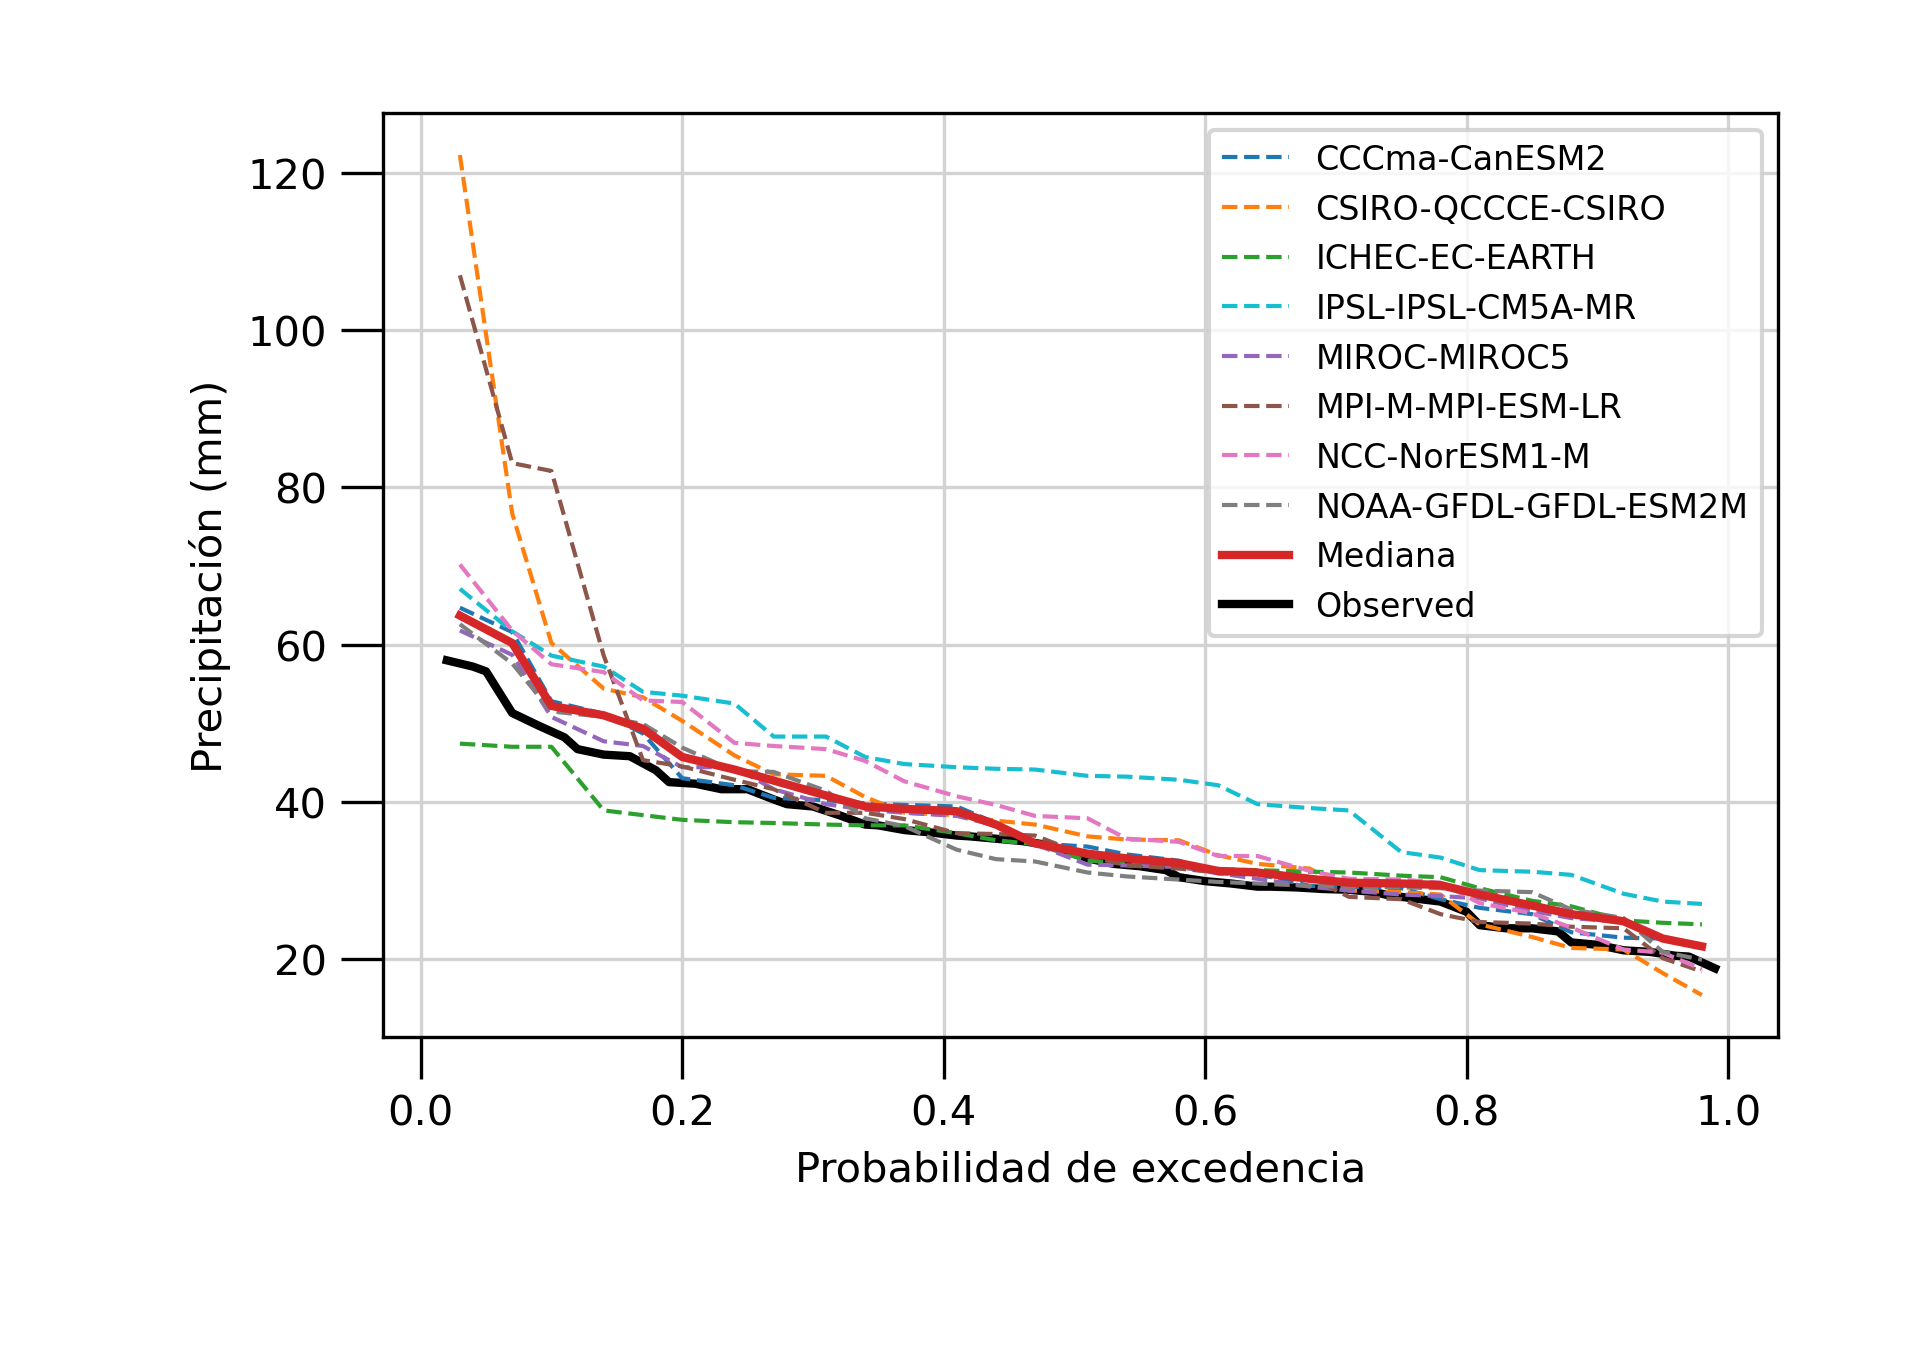 120
100
80
60
40
20
Precipitación (mm)
CCCma-CanESM2
CSIRO-QCCCE-CSIRO
ICHEC-EC-EARTH
IPSL-IPSL-CM5A-MR
MIROC-MIROC5
MPI-M-MPI-ESM-LR
NCC-NorESM1-M
NOAA-GFDL-GFDL-ESM2M
Mediana
Observed
0.0 0.2 0.4 0.6 0.8 1.0
Probabilidad de excedencia